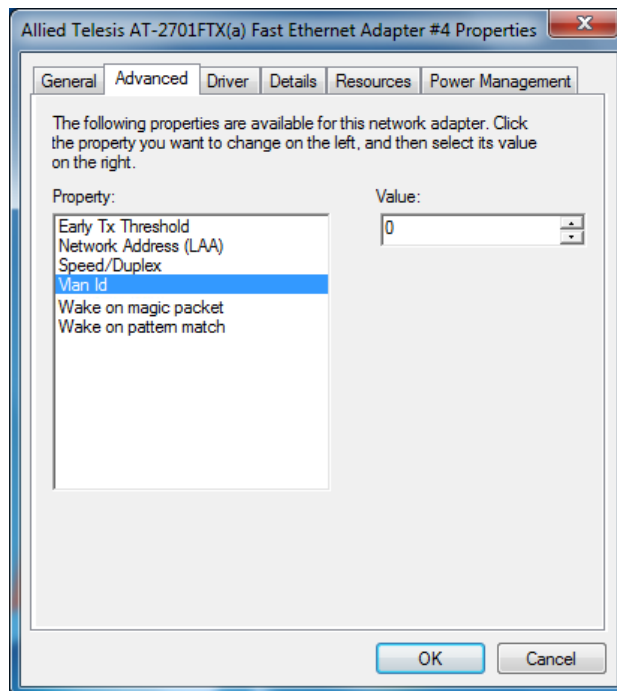 Allied Telesis AT-2701FTX(a) Fast Ethernet Adapter #4 Properties
General Advanced Driver Details Resources Power Management
The following properties are available for this network adapter. Click
the property you want to change on the left, and then select its value
on the right.
Property:
Value:
Early Tx Threshold
Network Address (LAA)
Speed/Duplex
Vlan Id
Wake on magic packet
Wake on pattern match
0
OK
Cancel